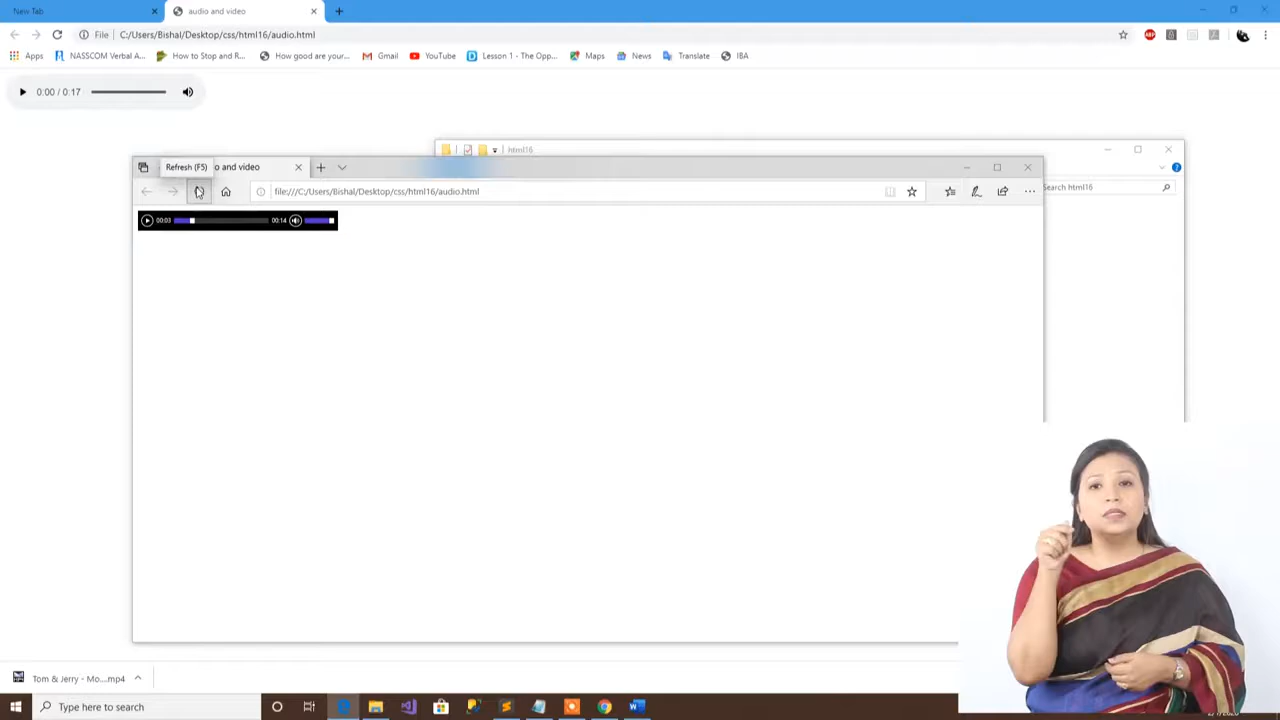 New Tab
audio and video
File
C:/Users/Bishal/Desktop/css/html16/audio.html
Apps
NASSCOM Verbal A...
How to Stop and R...
How good are your...
Gmail
YouTube
Lesson 1 - The Opp...
Maps
News
Translate
IBA
0:00 / 0:17
html16
Refresh (F5)
o and video
Search html16
file:///C:/Users/Bishal/Desktop/css/html16/audio.html
00:03
00:14
Tom & Jerry - Mo....mp4
Type here to search